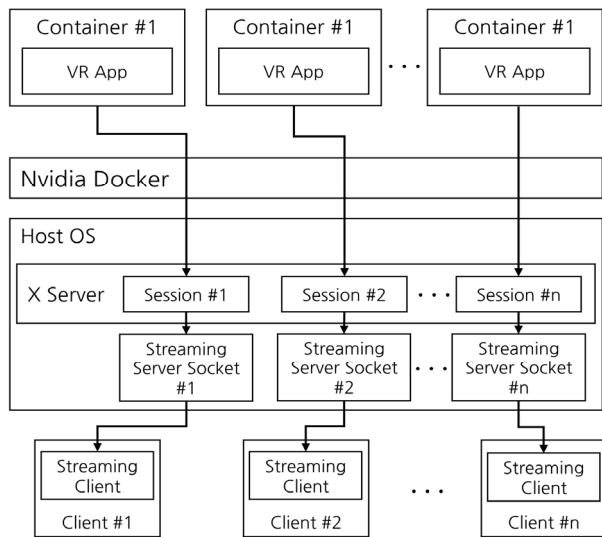 Container #1
Container #1
Container #1
VR App
VR App
. . .
VR App
Nvidia Docker
Host OS
X Server
Session #1
Session #2
. . .
Session #n
Streaming
Server Socket
#1
Streaming
Server Socket
#2
. . .
Streaming
Server Socket
#n
Streaming
Client
Client #1
Streaming
Client
Client #2
. . .
Streaming
Client
Client #n